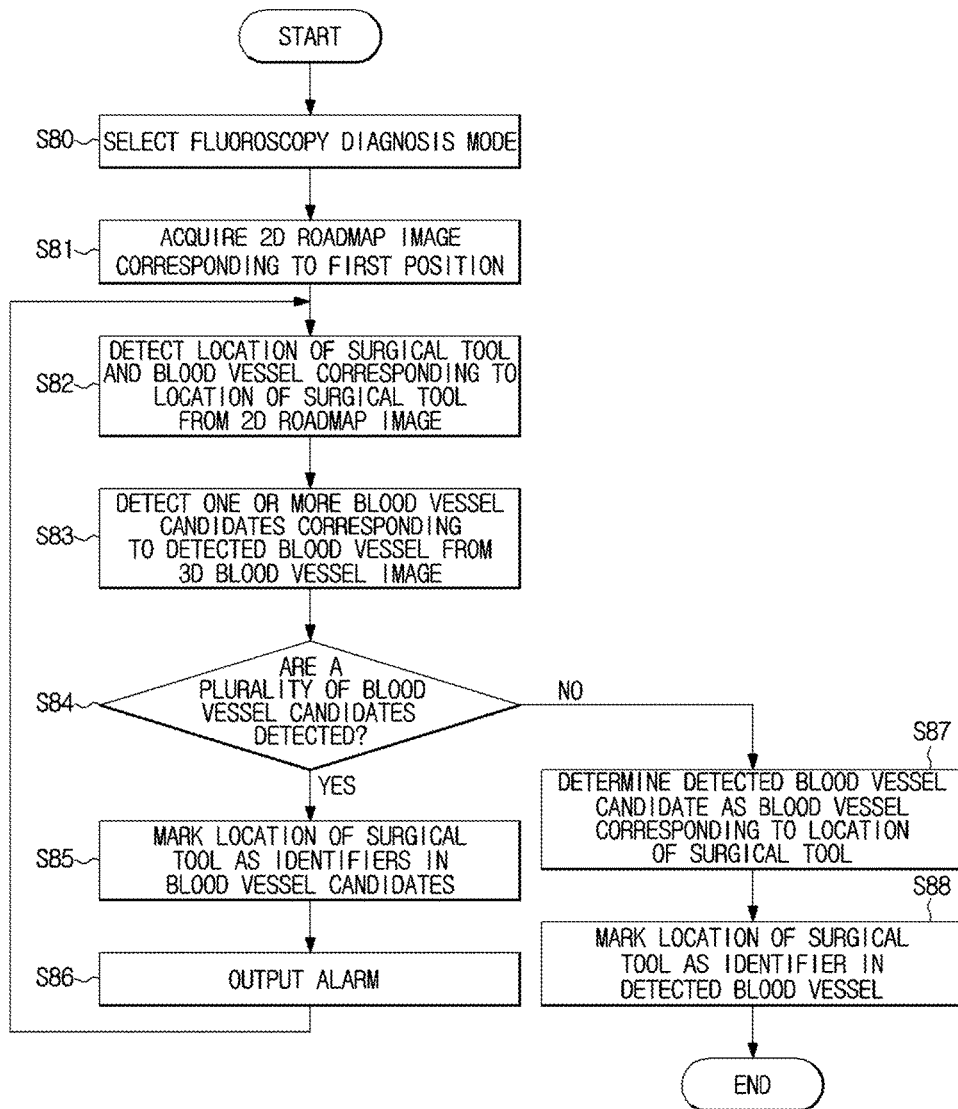 START
S80
SELECT FLUOROSCOPY DIAGNOSIS MODE
S81
ACQUIRE 2D ROADMAP IMAGE
CORRESPONDING TO FIRST POSITION
S82
DETECT LOCATION OF SURGICAL TOOL
AND BLOOD VESSEL CORRESPONDING TO
LOCATION OF SURGICAL TOOL
FROM 2D ROADMAP IMAGE
S83
DETECT ONE OR MORE BLOOD VESSEL
CANDIDATES CORRESPONDING
TO DETECTED BLOOD VESSEL FROM
3D BLOOD VESSEL IMAGE
S84
ARE A
PLURALITY OF BLOOD
VESSEL CANDIDATES
DETECTED?
NO
YES
S85
MARK LOCATION OF SURGICAL
TOOL AS IDENTIFIERS IN
BLOOD VESSEL CANDIDATES
S86
OUTPUT ALARM
S87
DETERMINE DETECTED BLOOD VESSEL
CANDIDATE AS BLOOD VESSEL
CORRESPONDING TO LOCATION
OF SURGICAL TOOL
S88
MARK LOCATION OF SURGICAL
TOOL AS IDENTIFIER IN
DETECTED BLOOD VESSEL
END